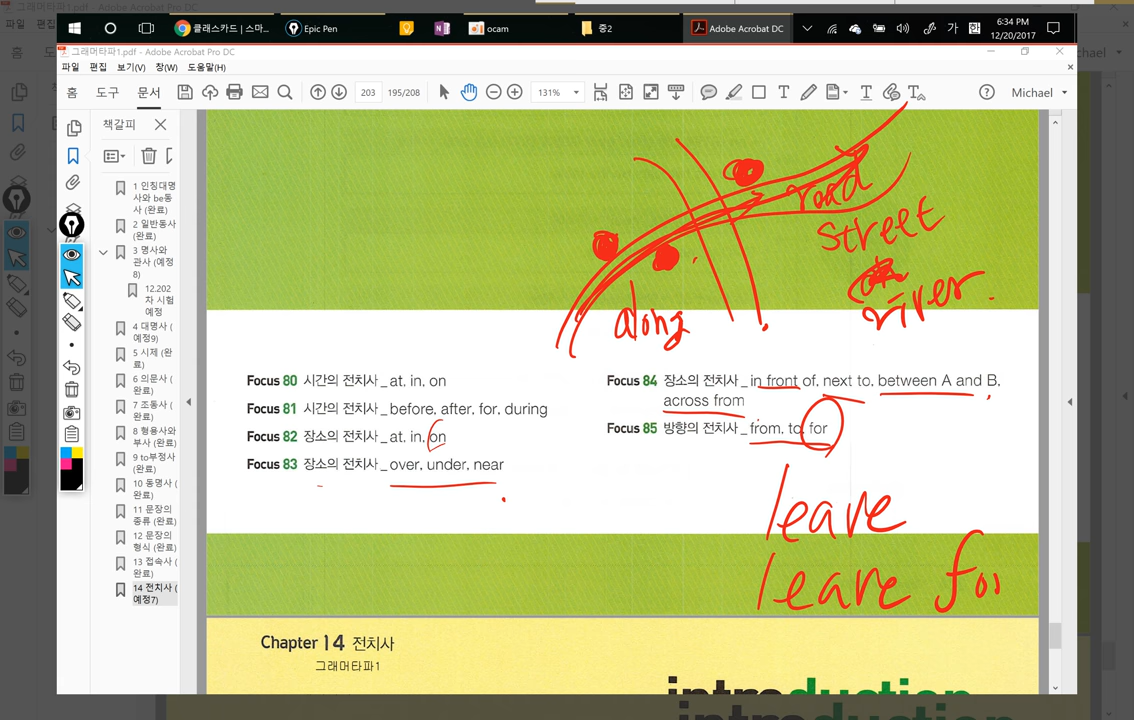 클래스카드 | 스마...
Epic Pen
ocam
중2
Adobe Acrobat Pro DC
가
한
6:34 PM
12/20/2017
그래머타파1.pdf - Adobe Acrobat Pro DC
파일 편집 보기(V) 창(W) 도움말(H)
홈 도구 문서
203
195/208
131%
Michael
책갈피
1 인칭대명
사와 be동
사 (완료)
2 일반동사
(완료)
3 명사와
관사 (예정
8)
12.202
차 시험
예정
4 대명사 (
예정9)
5 시제 (완
료)
6 의문사 (
완료)
7 조동사 (
완료)
8 형용사와
부사 (완료)
9 to부정사
(완료)
10 동명사 (
완료)
11 문장의
종류 (완료)
12 문장의
형식 (완료)
13 접속사 (
완료)
14 전치사 (
예정7)
road
street
river.
along
Focus 80 시간의 전치사 _ at, in, on
Focus 81 시간의 전치사 _ before, after, for, during
Focus 82 장소의 전치사 _ at, in, on
Focus 83 장소의 전치사 _ over, under, near
Focus 84 장소의 전치사 _ in front of, next to, between A and B,
across from
Focus 85 방향의 전치사 _ from, to, for
leave
leave for
Chapter 14 전치사
그래머타파1
introduction